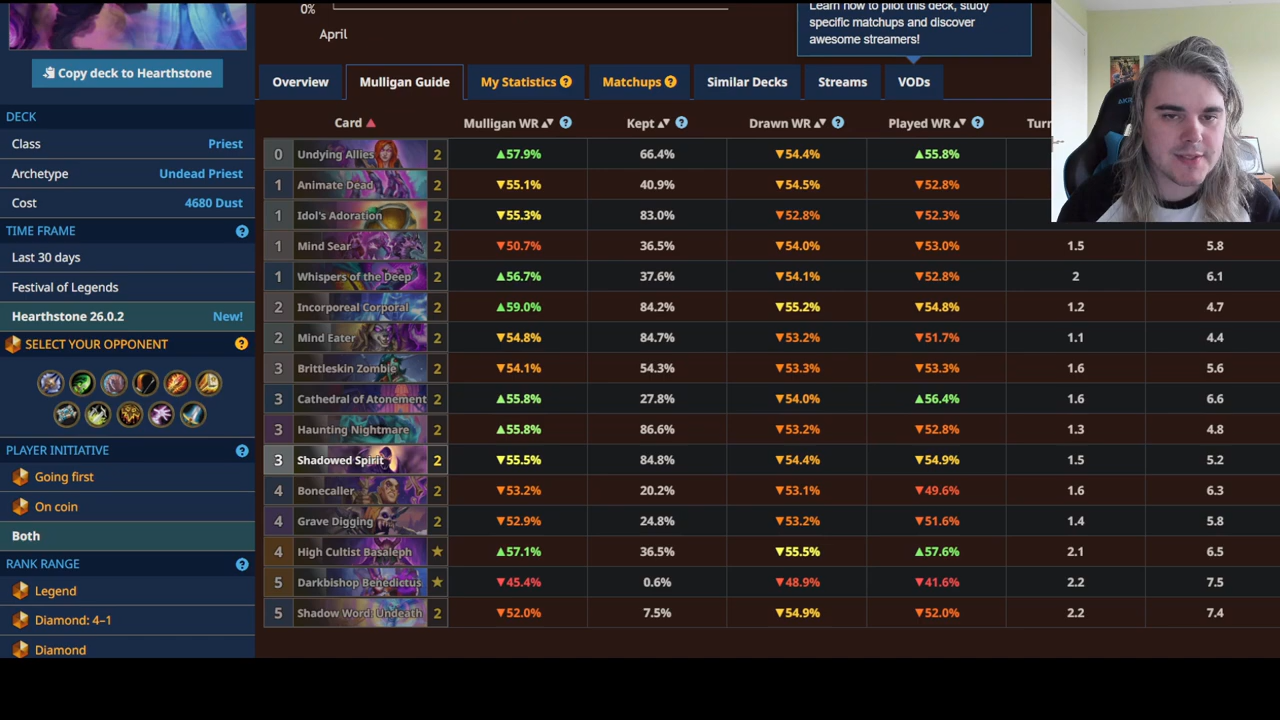 0%
April
Learn how to pilot this deck, study
specific matchups and discover
awesome streamers!
Copy deck to Hearthstone
DECK
Class Priest
Archetype Undead Priest
Cost 4680 Dust
TIME FRAME ?
Last 30 days
Festival of Legends
Hearthstone 26.0.2 New!
SELECT YOUR OPPONENT ?
PLAYER INITIATIVE ?
Going first
On coin
Both
RANK RANGE ?
Legend
Diamond: 4–1
Diamond
Overview Mulligan Guide My Statistics ? Matchups ? Similar Decks Streams VODs
Card ▲ Mulligan WR ▲▼ ? Kept ▲▼ ? Drawn WR ▲▼ ? Played WR ▲▼ ? Turn
0 Undying Allies 2 ▲57.9% 66.4% ▼54.4% ▲55.8%
1 Animate Dead 2 ▼55.1% 40.9% ▼54.5% ▼52.8%
1 Idol's Adoration 2 ▼55.3% 83.0% ▼52.8% ▼52.3%
1 Mind Sear 2 ▼50.7% 36.5% ▼54.0% ▼53.0% 1.5 5.8
1 Whispers of the Deep 2 ▲56.7% 37.6% ▼54.1% ▼52.8% 2 6.1
2 Incorporeal Corporal 2 ▲59.0% 84.2% ▼55.2% ▼54.8% 1.2 4.7
2 Mind Eater 2 ▼54.8% 84.7% ▼53.2% ▼51.7% 1.1 4.4
3 Brittleskin Zombie 2 ▼54.1% 54.3% ▼53.3% ▼53.3% 1.6 5.6
3 Cathedral of Atonement 2 ▲55.8% 27.8% ▼54.0% ▲56.4% 1.6 6.6
3 Haunting Nightmare 2 ▲55.8% 86.6% ▼53.2% ▼52.8% 1.3 4.8
3 Shadowed Spirit 2 ▼55.5% 84.8% ▼54.4% ▼54.9% 1.5 5.2
4 Bonecaller 2 ▼53.2% 20.2% ▼53.1% ▼49.6% 1.6 6.3
4 Grave Digging 2 ▼52.9% 24.8% ▼53.2% ▼51.6% 1.4 5.8
4 High Cultist Basaleph ★ ▲57.1% 36.5% ▼55.5% ▲57.6% 2.1 6.5
5 Darkbishop Benedictus ★ ▼45.4% 0.6% ▼48.9% ▼41.6% 2.2 7.5
5 Shadow Word: Undeath 2 ▼52.0% 7.5% ▼54.9% ▼52.0% 2.2 7.4